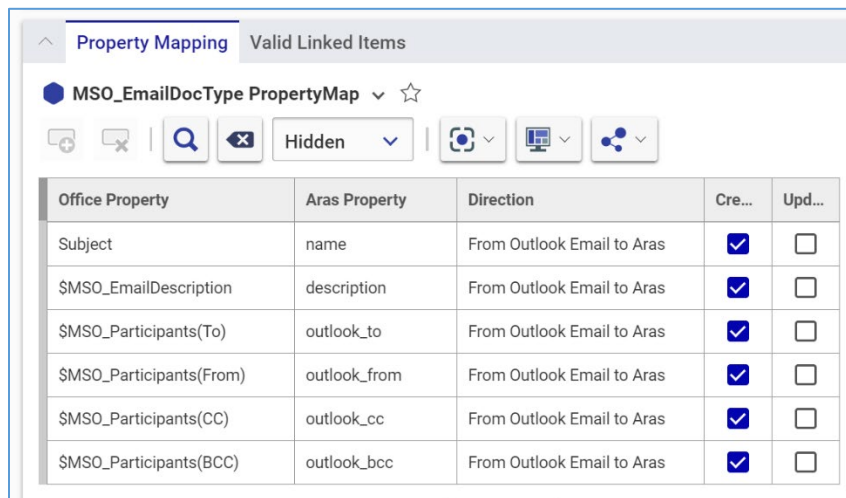 Property Mapping Valid Linked Items
MSO_EmailDocType PropertyMap
Hidden
Office Property Aras Property Direction Cre... Upd...
Subject name From Outlook Email to Aras
$MSO_EmailDescription description From Outlook Email to Aras
$MSO_Participants(To) outlook_to From Outlook Email to Aras
$MSO_Participants(From) outlook_from From Outlook Email to Aras
$MSO_Participants(CC) outlook_cc From Outlook Email to Aras
$MSO_Participants(BCC) outlook_bcc From Outlook Email to Aras